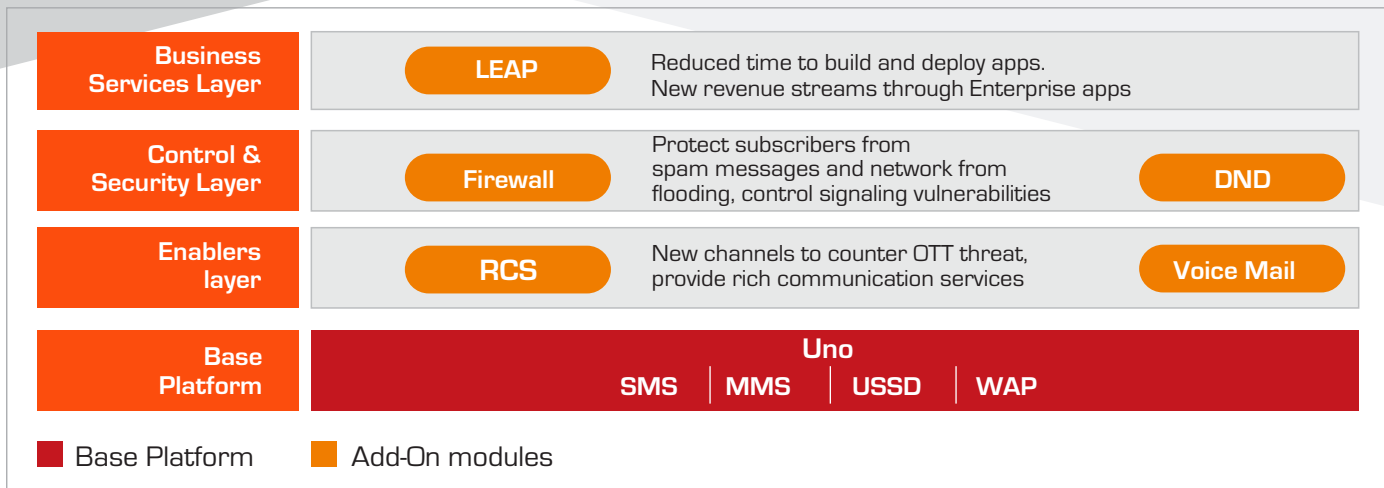 Business
Services Layer
LEAP
Reduced time to build and deploy apps.
New revenue streams through Enterprise apps
Control &
Security Layer
Firewall
Protect subscribers from
spam messages and network from
flooding, control signaling vulnerabilities
DND
Enablers
layer
RCS
New channels to counter OTT threat,
provide rich communication services
Voice Mail
Base
Platform
Uno
SMS MMS USSD WAP
Base Platform Add-On modules